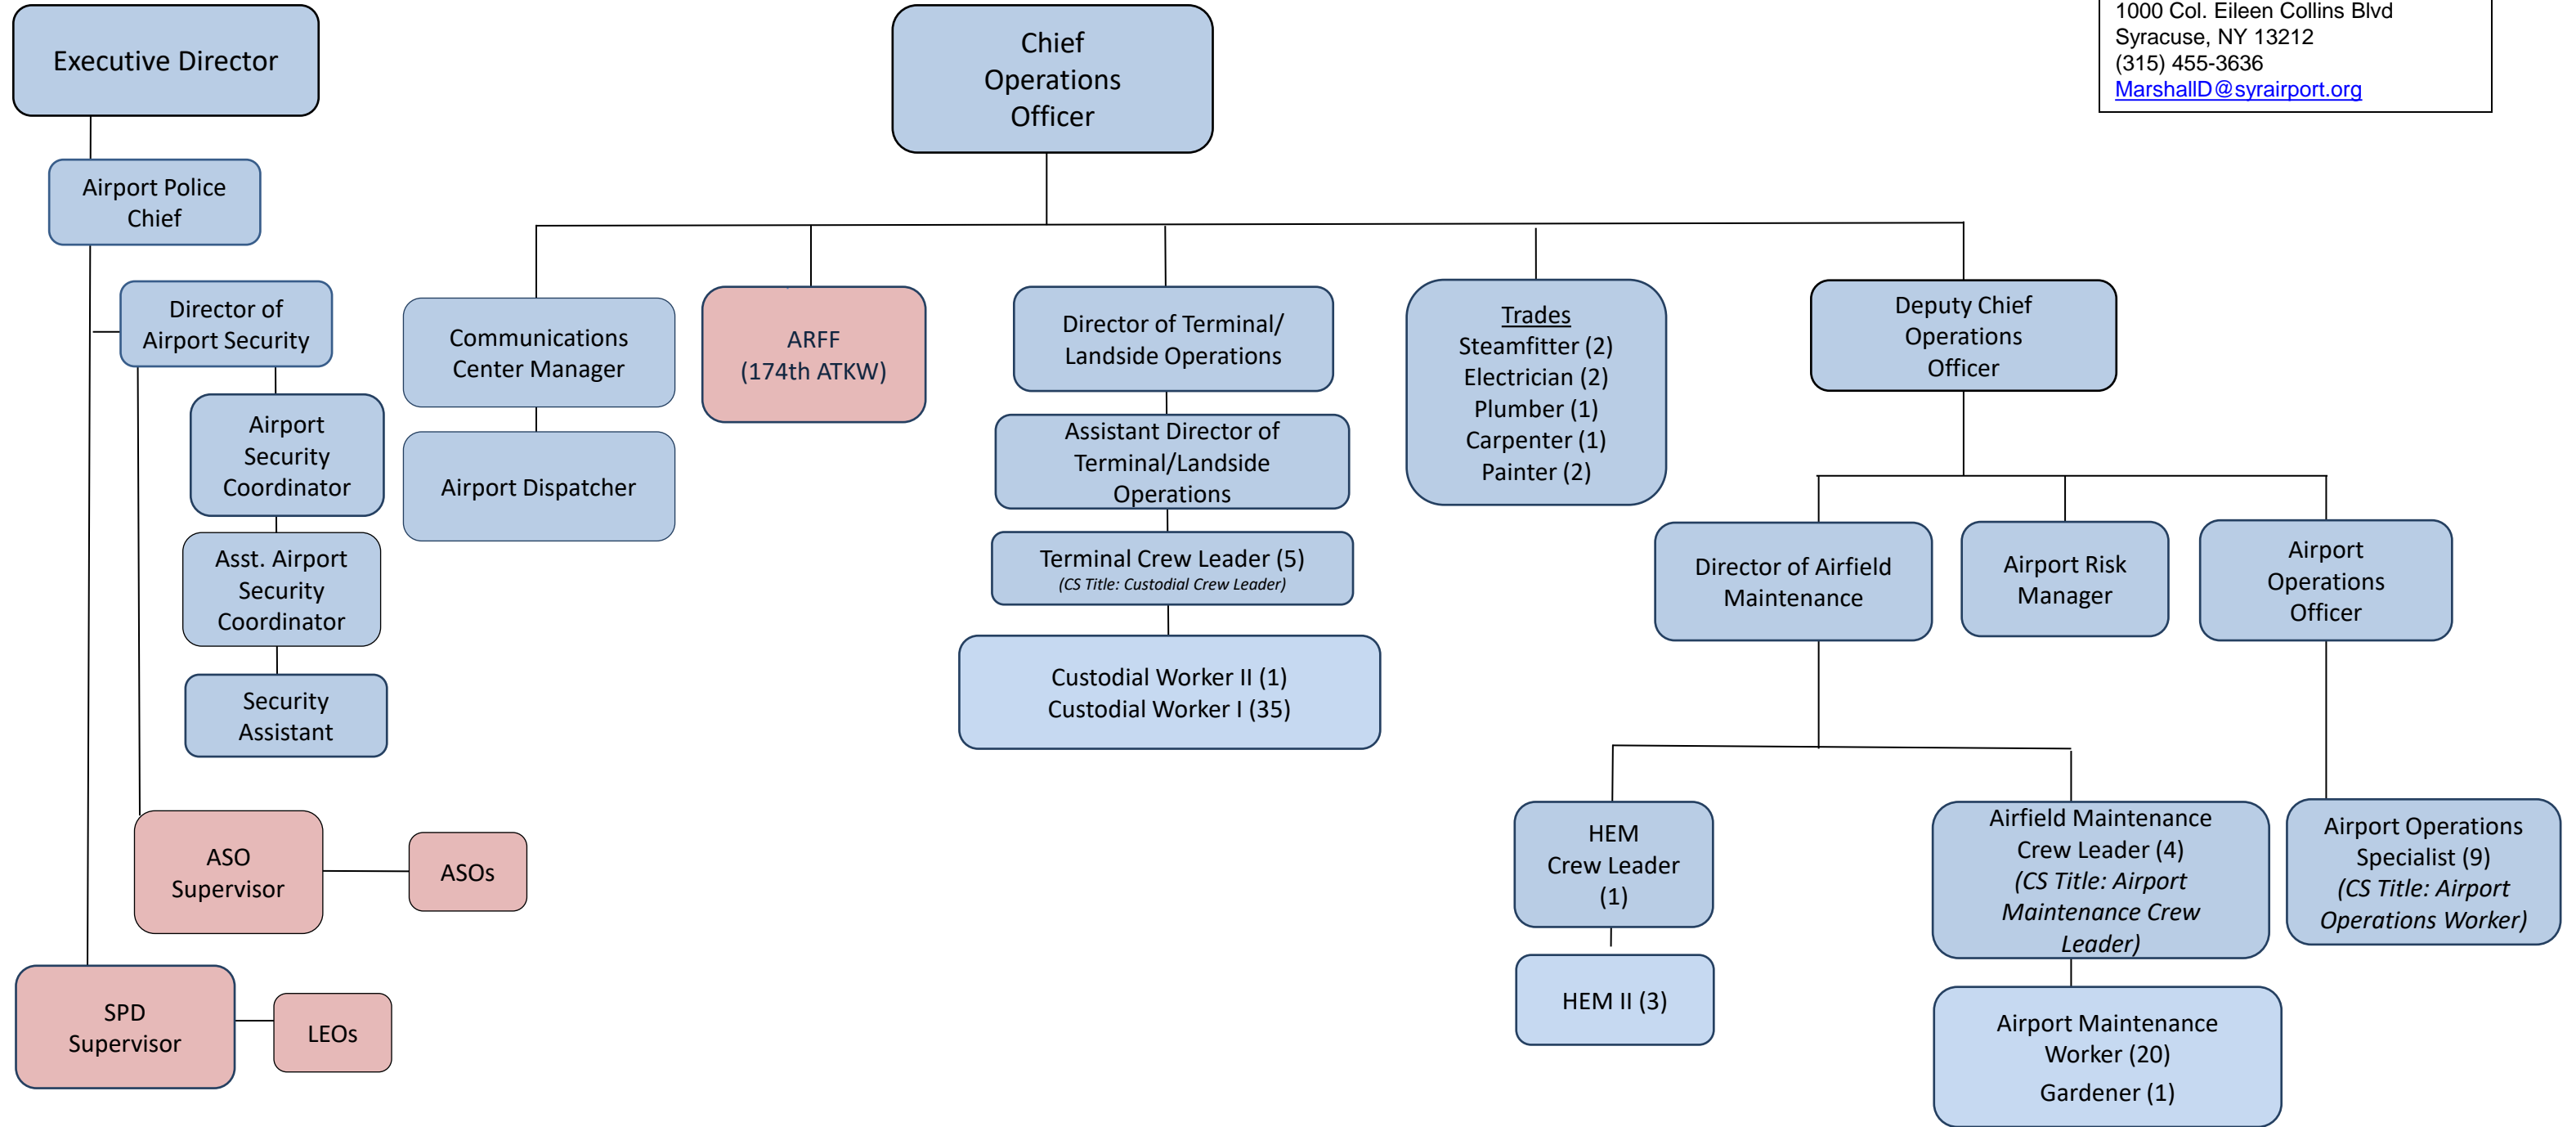 Executive Director
Chief
Operations
Officer
1000 Col. Eileen Collins Blvd
Syracuse, NY 13212
(315) 455-3636
MarshallD@syrairport.org
Airport Police
Chief
Director of
Airport Security
Airport
Security
Coordinator
Asst. Airport
Security
Coordinator
Security
Assistant
ASO
Supervisor
ASOs
SPD
Supervisor
LEOs
Communications
Center Manager
Airport Dispatcher
ARFF
(174th ATKW)
Director of Terminal/
Landside Operations
Assistant Director of
Terminal/Landside
Operations
Terminal Crew Leader (5)
(CS Title: Custodial Crew Leader)
Custodial Worker II (1)
Custodial Worker I (35)
Trades
Steamfitter (2)
Electrician (2)
Plumber (1)
Carpenter (1)
Painter (2)
Deputy Chief
Operations
Officer
Director of Airfield
Maintenance
Airport Risk
Manager
Airport
Operations
Officer
HEM
Crew Leader
(1)
HEM II (3)
Airfield Maintenance
Crew Leader (4)
(CS Title: Airport
Maintenance Crew
Leader)
Airport Maintenance
Worker (20)
Gardener (1)
Airport Operations
Specialist (9)
(CS Title: Airport
Operations Worker)